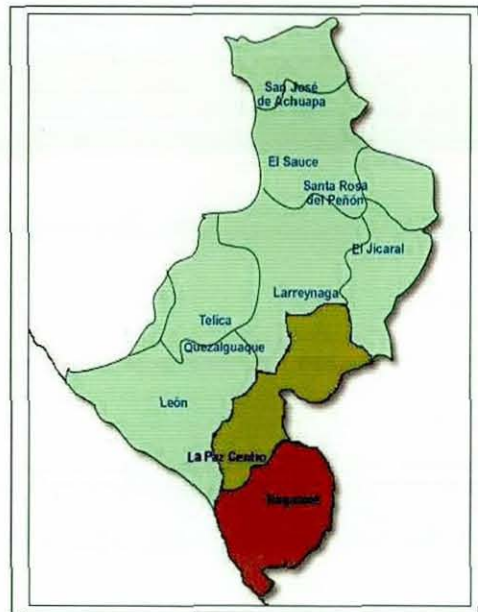 San José
de Achuapa
El Sauce
Santa Rosa
del Peñón
El Jicaral
Larreynaga
Telica
Quezalguaque
León
La Paz Centro